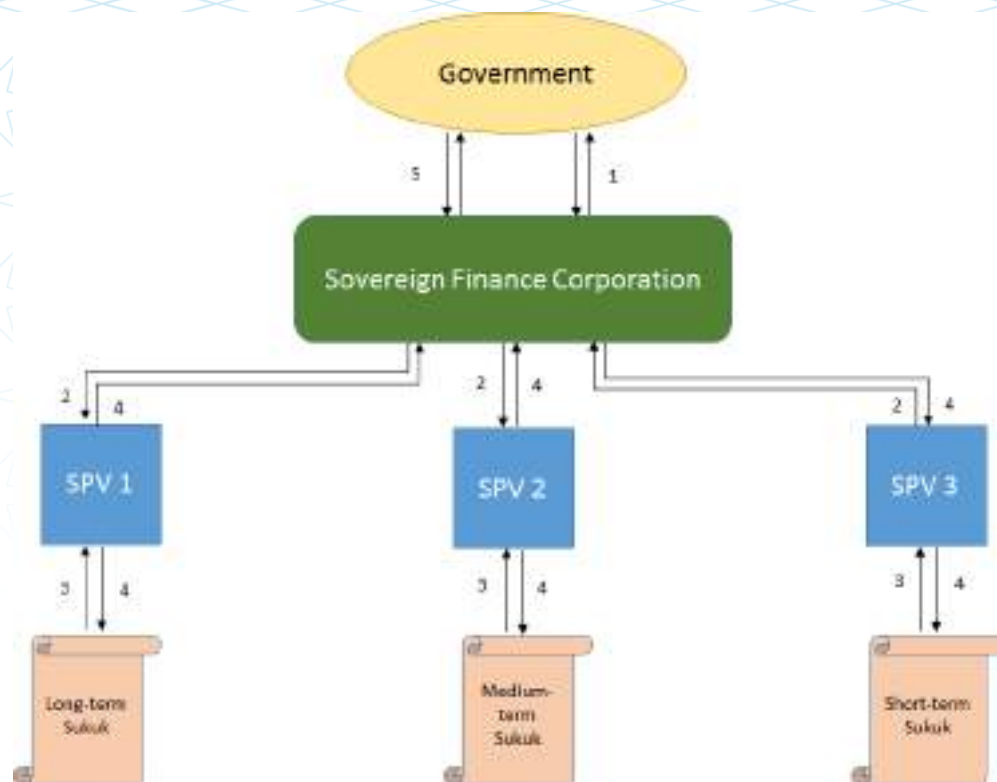 Government
5
1
Sovereign Finance Corporation
2
4
2
4
2
4
SPV 1
SPV 2
SPV 3
3
4
3
4
3
4
Long-term
Sukuk
Medium-
term
Sukuk
Short-term
Sukuk